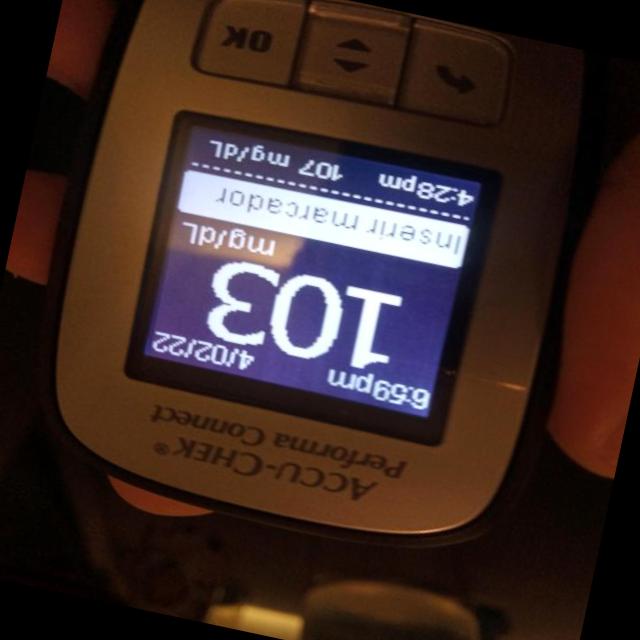 ACCU-CHEK®
Performa Connect
6:59pm 4/02/22
103
mg/dL
Inserir marcador
4:28pm 107 mg/dL
OK